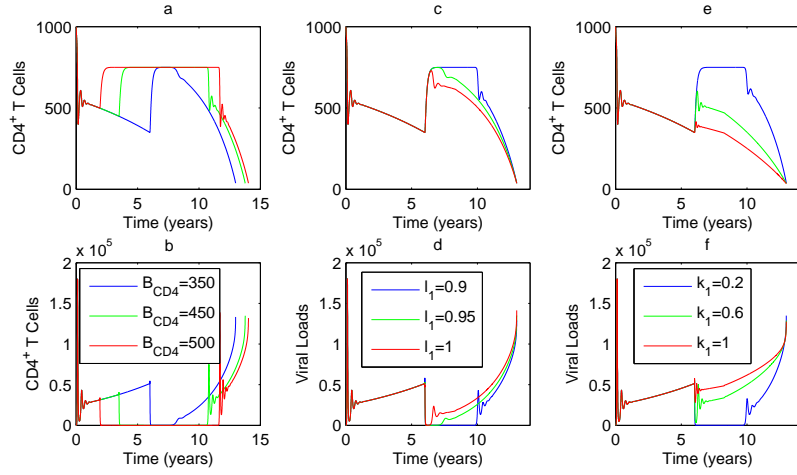 a
CD4+ T Cells
1000
500
0
0 5 10 15
Time (years)
c
CD4+ T Cells
1000
500
0
0 5 10
Time (years)
e
CD4+ T Cells
1000
500
0
0 5 10
Time (years)
b
x 10^5
CD4+ T Cells
2
1.5
1
0.5
0
B_CD4=350
B_CD4=450
B_CD4=500
0 5 10 15
Time (years)
d
x 10^5
Viral Loads
2
1.5
1
0.5
0
l_1=0.9
l_1=0.95
l_1=1
0 5 10
Time (years)
f
x 10^5
Viral Loads
2
1.5
1
0.5
0
k_1=0.2
k_1=0.6
k_1=1
0 5 10
Time (years)